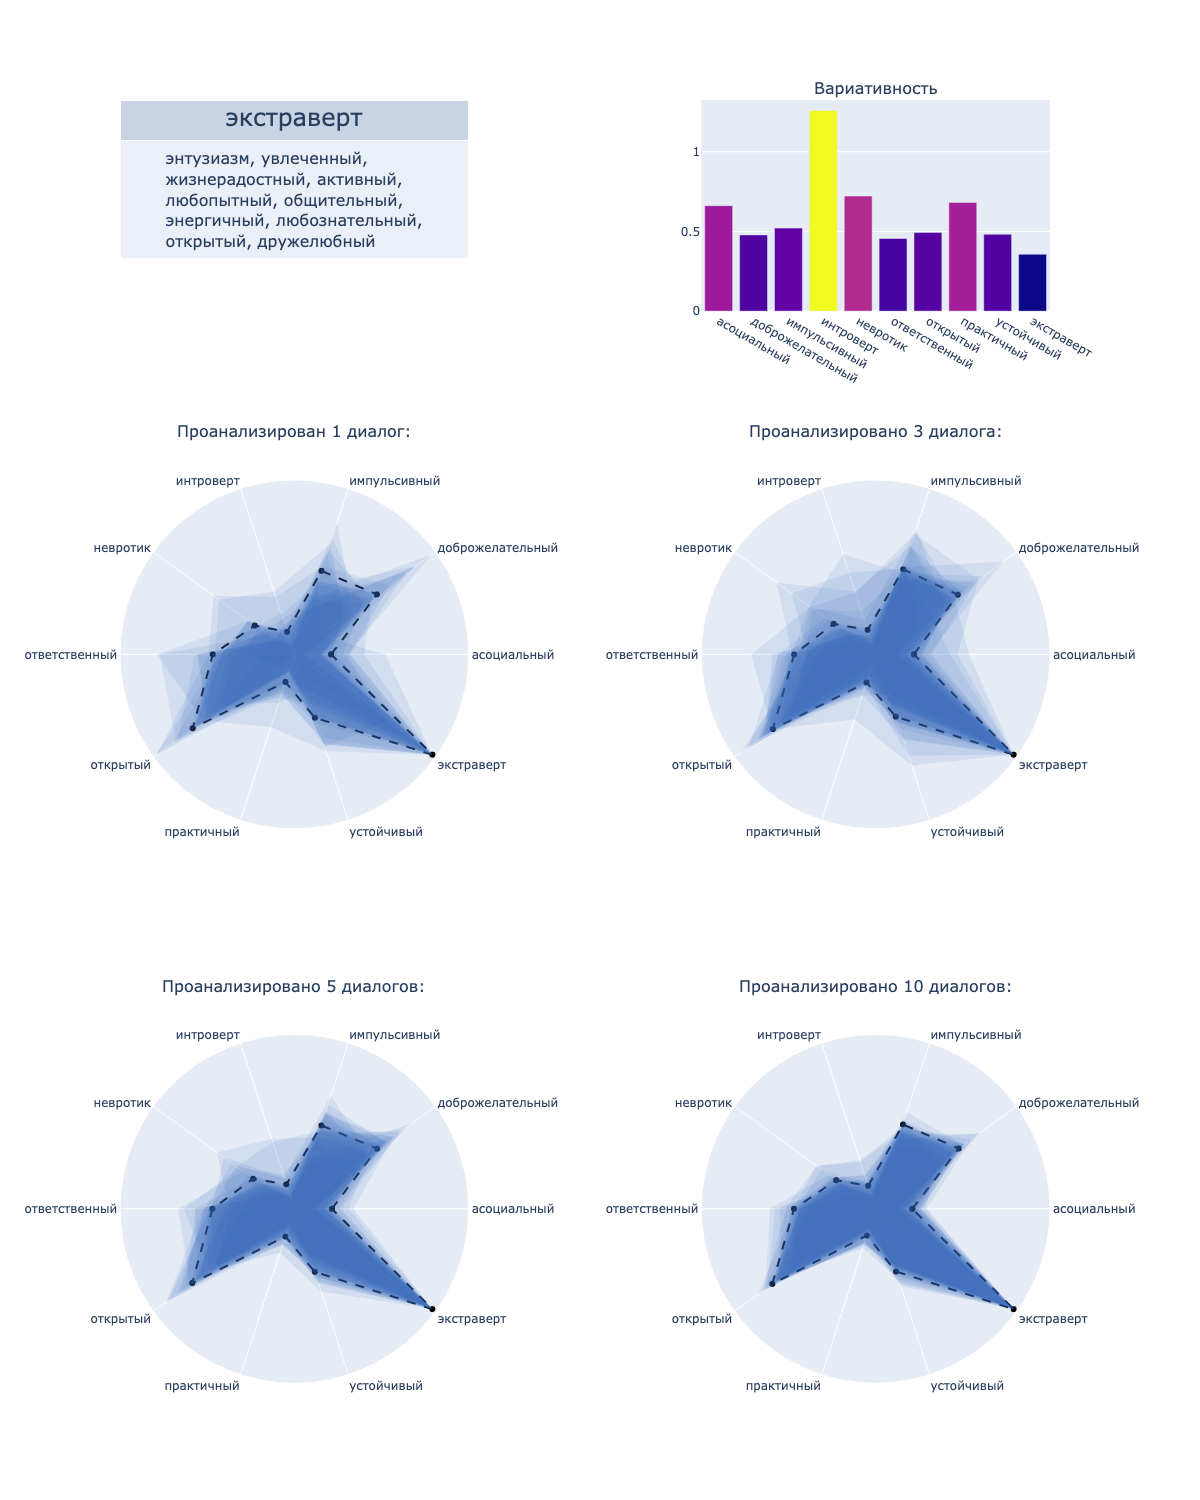 экстраверт
энтузиазм, увлеченный,
жизнерадостный, активный,
любопытный, общительный,
энергичный, любознательный,
открытый, дружелюбный
Вариативность
1
0.5
0
асоциальный
доброжелательный
импульсивный
интроверт
невротик
ответственный
открытый
практичный
устойчивый
экстраверт
Проанализирован 1 диалог:
интроверт
импульсивный
невротик
доброжелательный
ответственный
асоциальный
открытый
экстраверт
практичный
устойчивый
Проанализировано 3 диалога:
интроверт
импульсивный
невротик
доброжелательный
ответственный
асоциальный
открытый
экстраверт
практичный
устойчивый
Проанализировано 5 диалогов:
интроверт
импульсивный
невротик
доброжелательный
ответственный
асоциальный
открытый
экстраверт
практичный
устойчивый
Проанализировано 10 диалогов:
интроверт
импульсивный
невротик
доброжелательный
ответственный
асоциальный
открытый
экстраверт
практичный
устойчивый